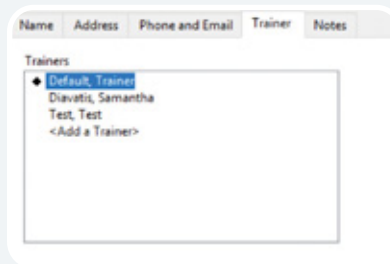 Name Address Phone and Email Trainer Notes
Trainers
Default, Trainer
Diavatis, Samantha
Test, Test
<Add a Trainer>